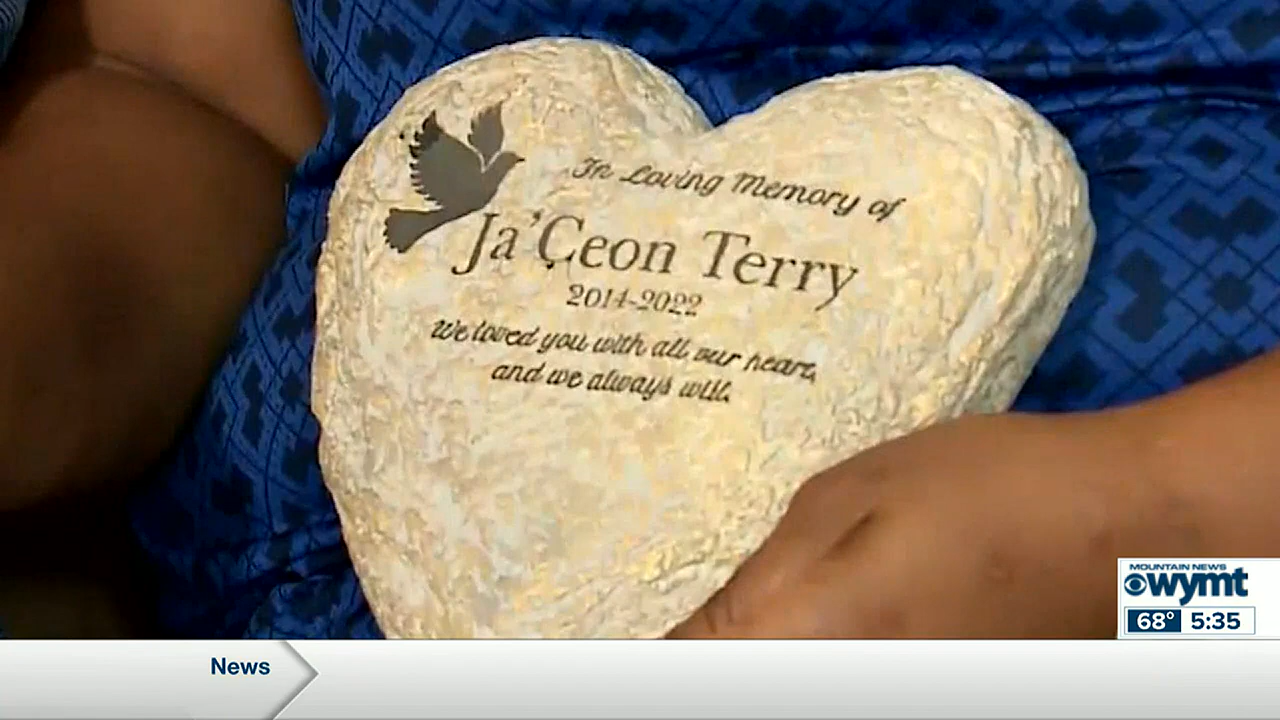 In Loving Memory of
Ja'Ceon Terry
2014-2022
We loved you with all our heart,
and we always will.
MOUNTAIN NEWS
wymt
68° 5:35
News